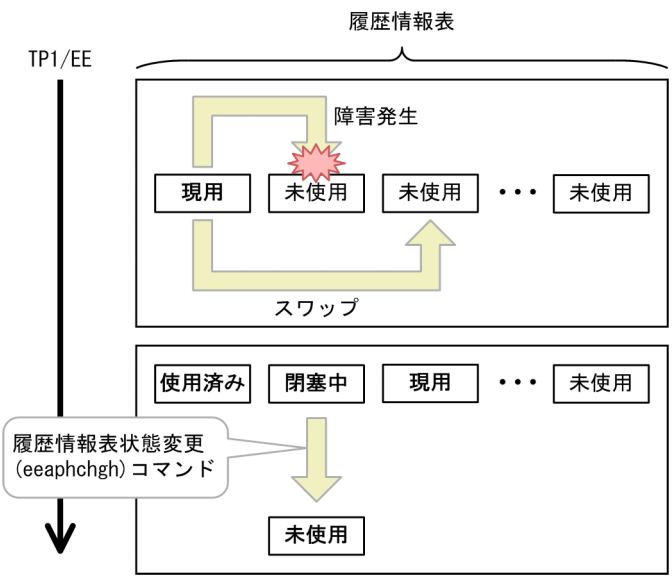 履歴情報表
TP1/EE
障害発生
現用 未使用 未使用 ・・・ 未使用
スワップ
使用済み 閉塞中 現用 ・・・ 未使用
履歴情報表状態変更
(eeaphchgh)コマンド
未使用